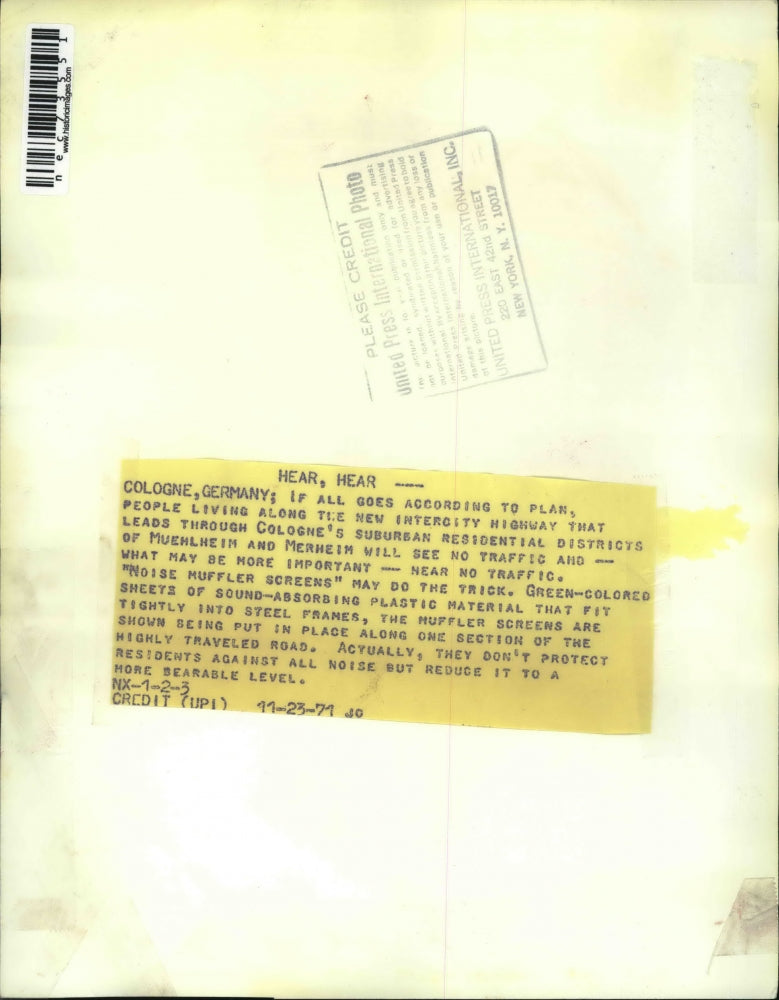 www.historicimages.com
nec73551
PLEASE CREDIT
United Press International Photo
UNITED PRESS INTERNATIONAL, INC.
220 EAST 42nd STREET
NEW YORK, N. Y. 10017
HEAR, HEAR ----
COLOGNE, GERMANY; IF ALL GOES ACCORDING TO PLAN,
PEOPLE LIVING ALONG THE NEW INTERCITY HIGHWAY THAT
LEADS THROUGH COLOGNE'S SUBURBAN RESIDENTIAL DISTRICTS
OF MUEHLHEIM AND MERHEIM WILL SEE NO TRAFFIC AND --
WHAT MAY BE MORE IMPORTANT -- HEAR NO TRAFFIC.
"NOISE MUFFLER SCREENS" MAY DO THE TRICK. GREEN-COLORED
SHEETS OF SOUND-ABSORBING PLASTIC MATERIAL THAT FIT
TIGHTLY INTO STEEL FRAMES, THE MUFFLER SCREENS ARE
SHOWN BEING PUT IN PLACE ALONG ONE SECTION OF THE
HIGHLY TRAVELED ROAD. ACTUALLY, THEY DON'T PROTECT
RESIDENTS AGAINST ALL NOISE BUT REDUCE IT TO A
MORE BEARABLE LEVEL.
NX-1-2-3
CREDIT (UPI) 11-23-71 JO